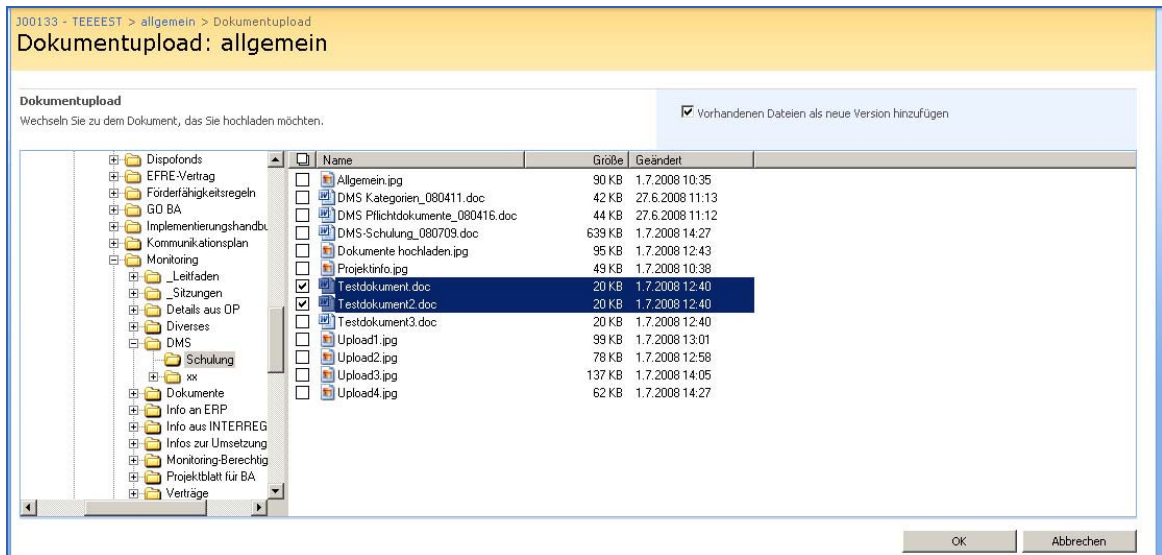 J00133 - TEEEEST > allgemein > Dokumentupload
Dokumentupload: allgemein
Dokumentupload
Wechseln Sie zu dem Dokument, das Sie hochladen möchten.
Vorhandenen Dateien als neue Version hinzufügen
Dispofonds
EFRE-Vertrag
Förderfähigkeitsregeln
GO BA
Implementierungshandbu
Kommunikationsplan
Monitoring
_Leitfaden
_Sitzungen
Details aus OP
Diverses
DMS
Schulung
xx
Dokumente
Info an ERP
Info aus INTERREG
Infos zur Umsetzung
Monitoring-Berechtig
Projektblatt für BA
Verträge
Name Größe Geändert
Allgemein.jpg 90 KB 1.7.2008 10:35
DMS Kategorien_080411.doc 42 KB 27.6.2008 11:13
DMS Pflichtdokumente_080416.doc 44 KB 27.6.2008 11:12
DMS-Schulung_080709.doc 639 KB 1.7.2008 14:27
Dokumente hochladen.jpg 95 KB 1.7.2008 12:43
Projektinfo.jpg 49 KB 1.7.2008 10:38
Testdokument.doc 20 KB 1.7.2008 12:40
Testdokument2.doc 20 KB 1.7.2008 12:40
Testdokument3.doc 20 KB 1.7.2008 12:40
Upload1.jpg 99 KB 1.7.2008 13:01
Upload2.jpg 78 KB 1.7.2008 12:58
Upload3.jpg 137 KB 1.7.2008 14:05
Upload4.jpg 62 KB 1.7.2008 14:27
OK Abbrechen